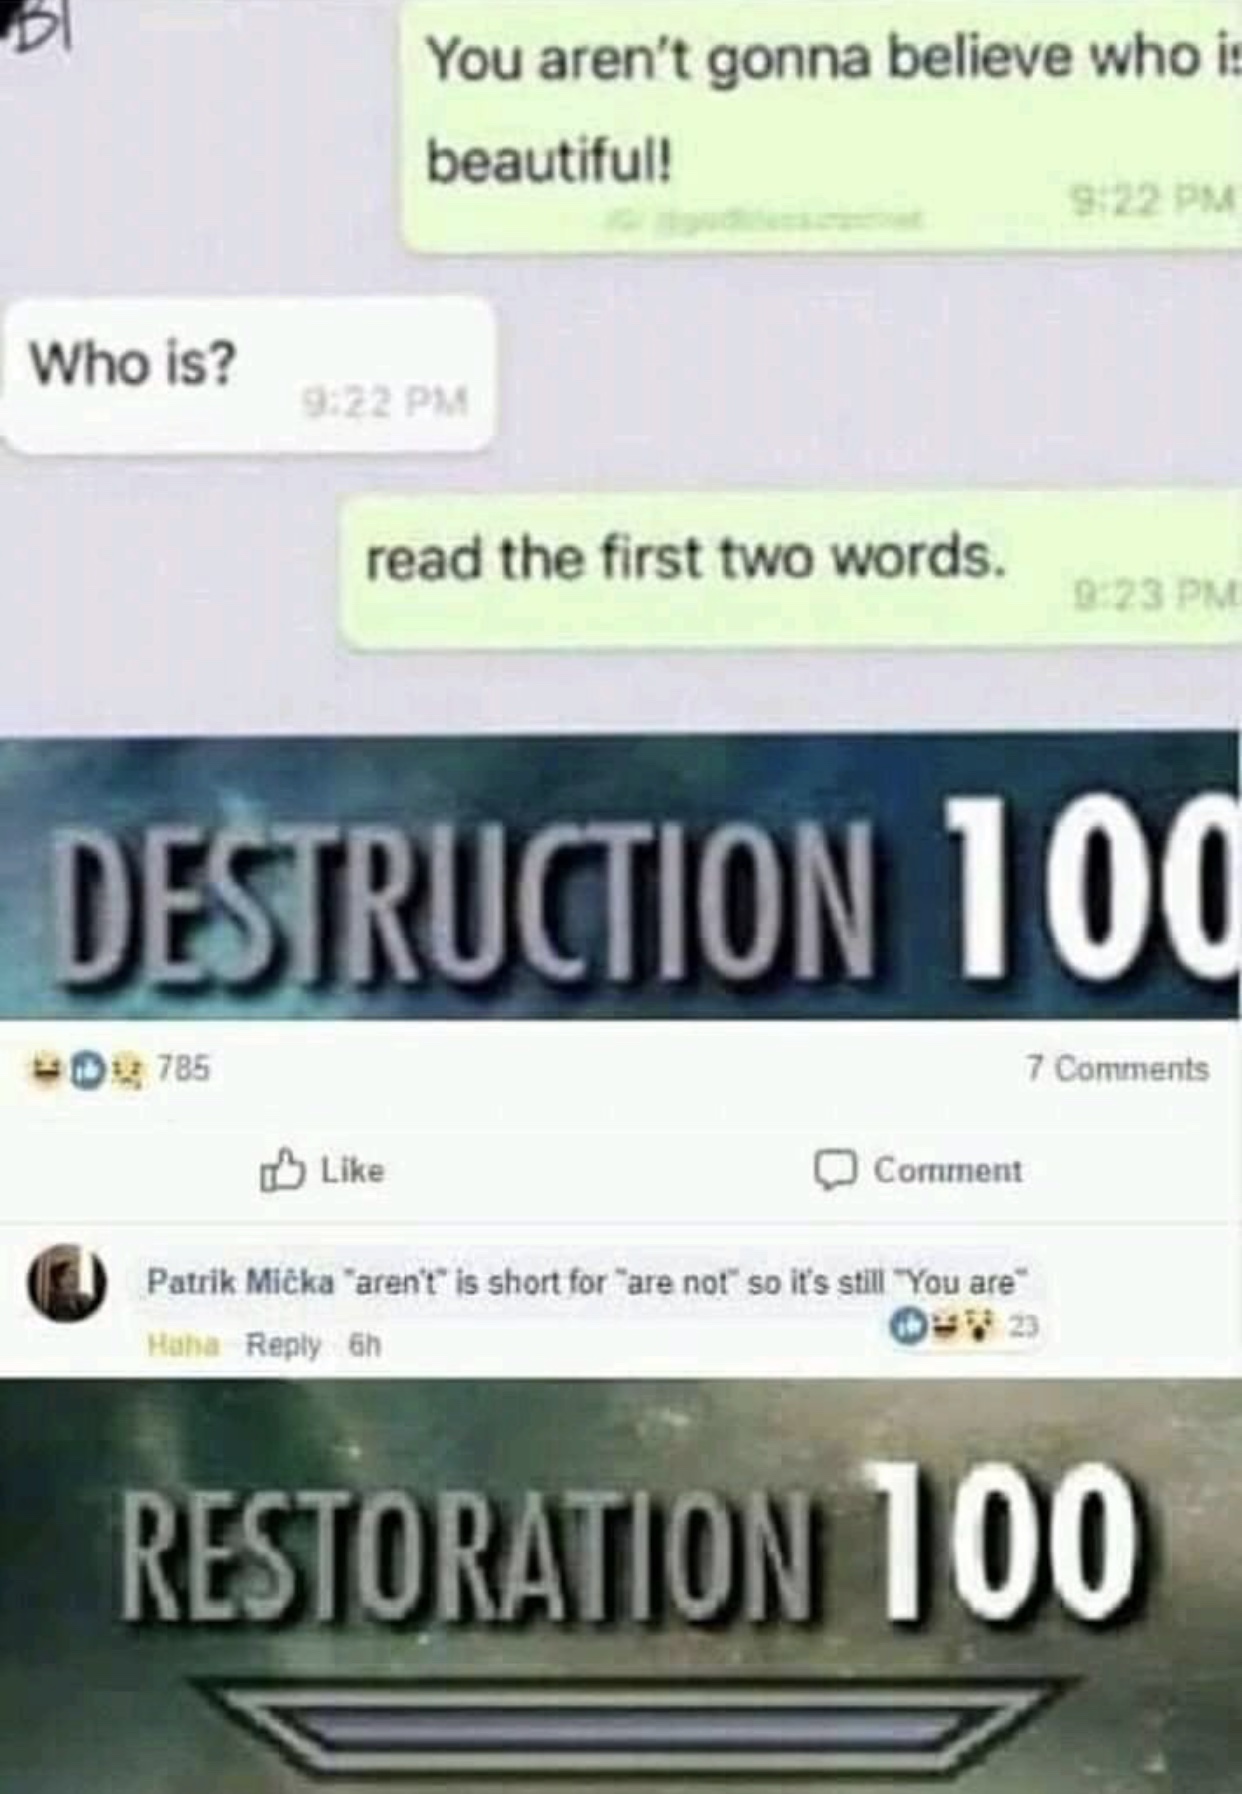 BI
You aren't gonna believe who is
beautiful!
9:22 PM
Who is?
9:22 PM
read the first two words.
9:23 PM
DESTRUCTION 100
785
7 Comments
Like
Comment
Patrik Mička "aren't" is short for "are not" so it's still "You are"
23
Haha Reply 6h
RESTORATION 100